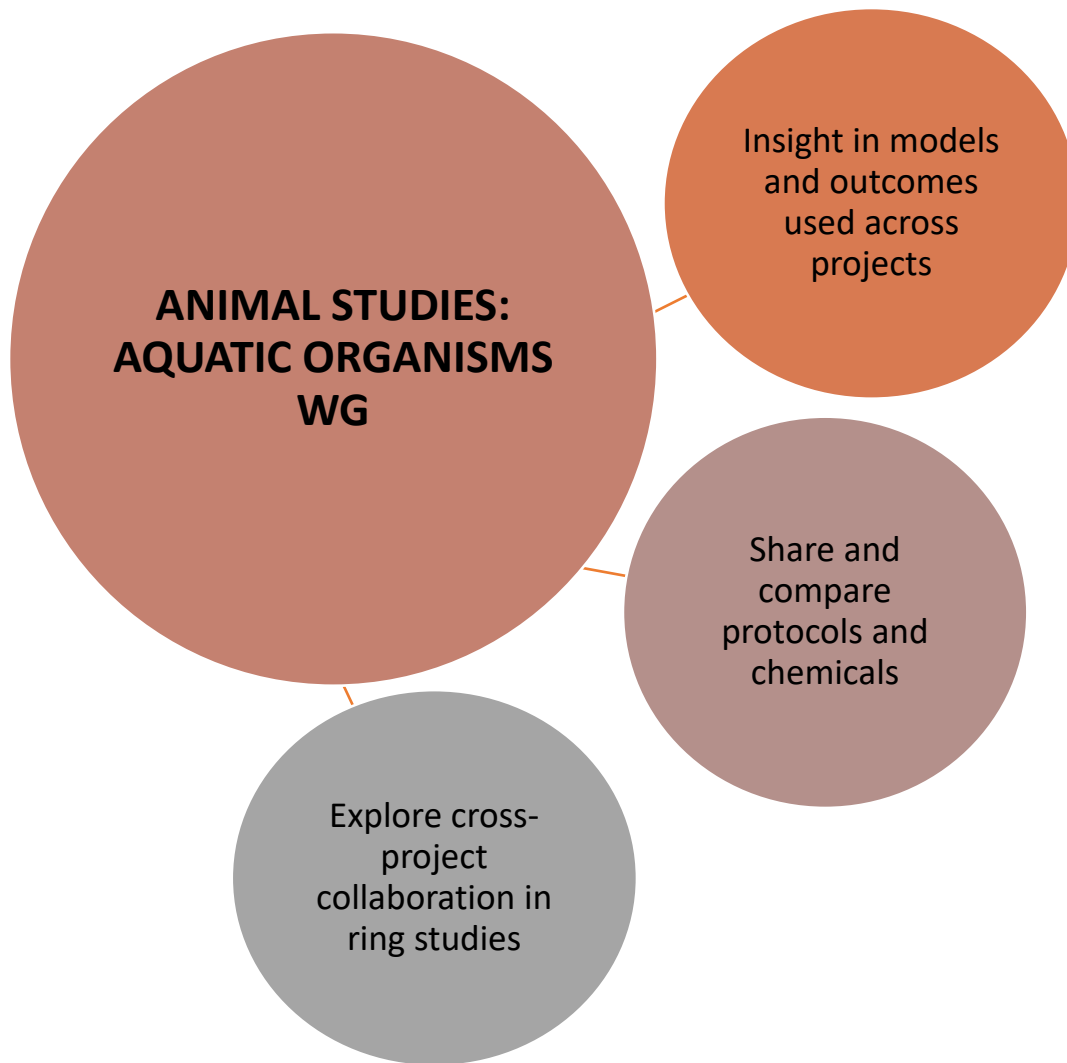 ANIMAL STUDIES:
AQUATIC ORGANISMS
WG
Insight in models
and outcomes
used across
projects
Share and
compare
protocols and
chemicals
Explore cross-
project
collaboration in
ring studies